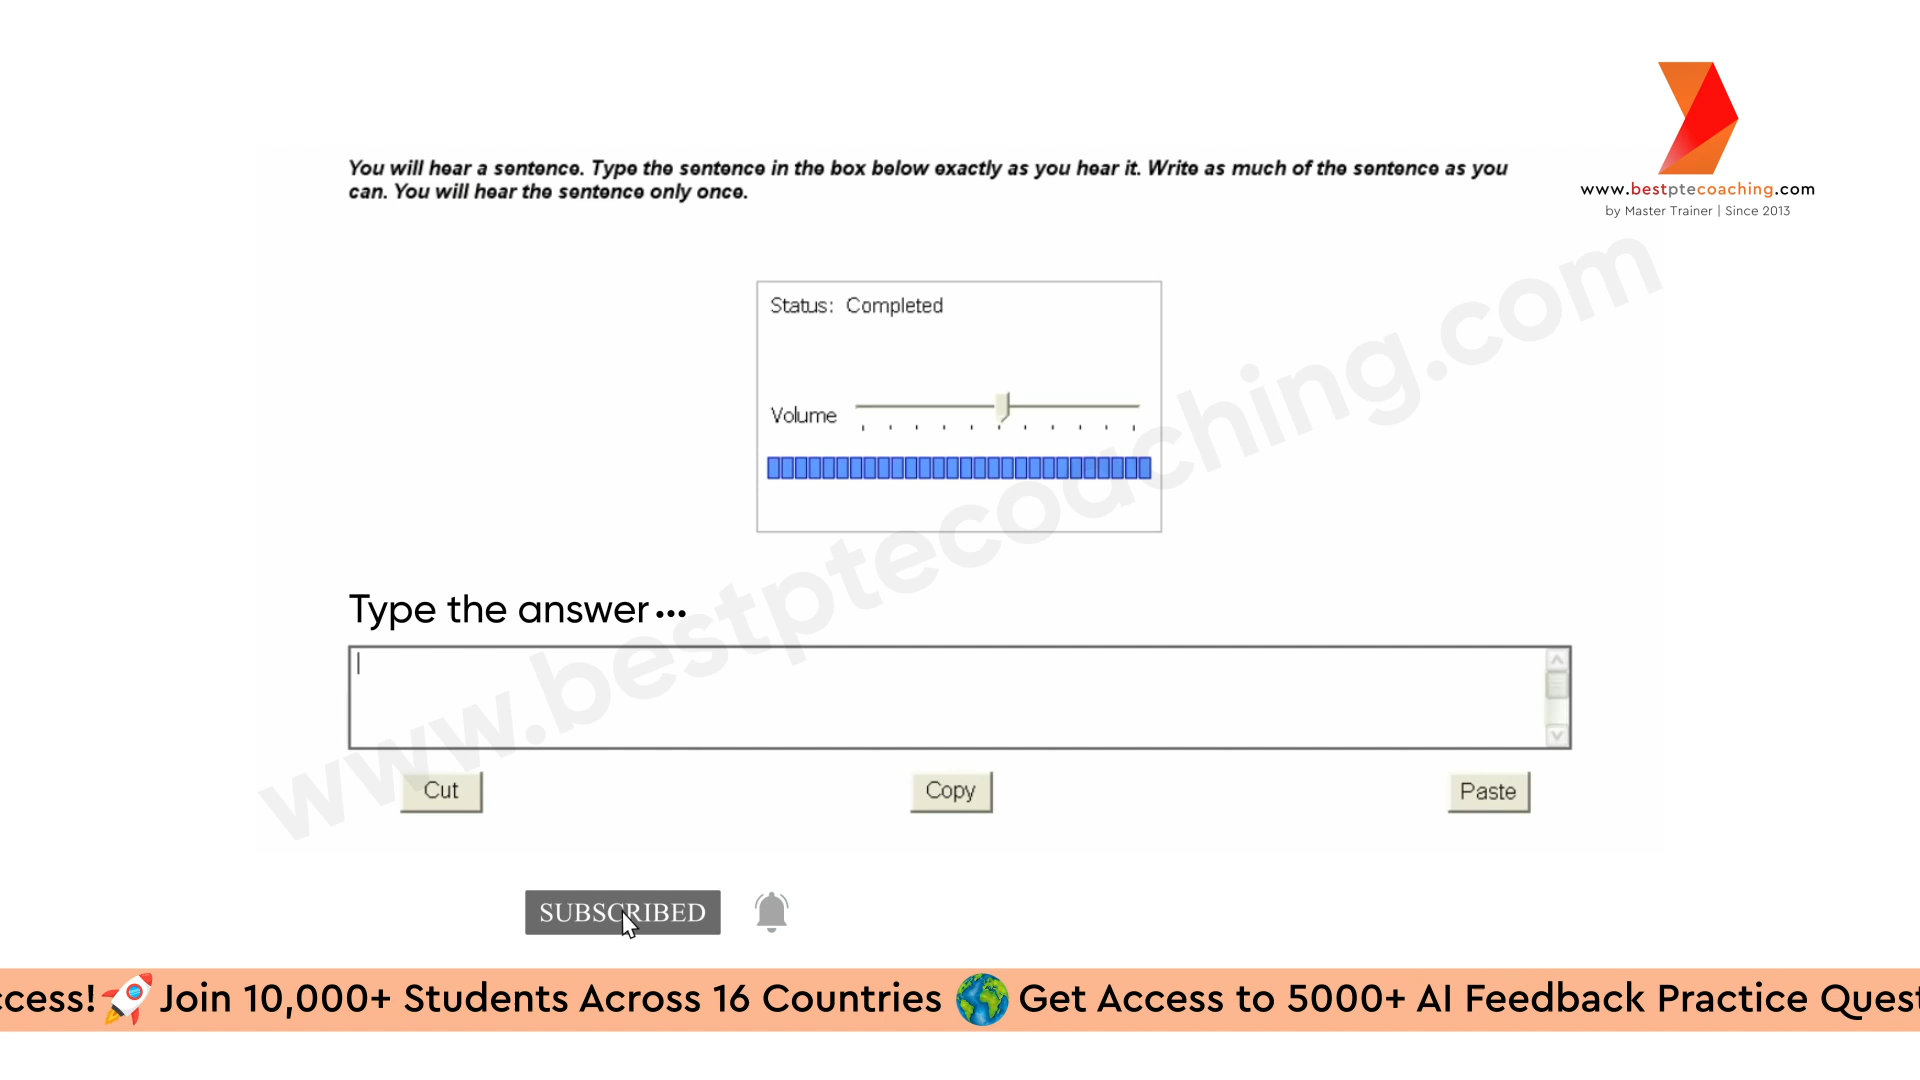 www.bestptecoaching.com
by Master Trainer | Since 2013
You will hear a sentence. Type the sentence in the box below exactly as you hear it. Write as much of the sentence as you
can. You will hear the sentence only once.
Status: Completed
Volume
www.bestptecoaching.com
Type the answer...
Cut
Copy
Paste
SUBSCRIBED
ccess! 🚀 Join 10,000+ Students Across 16 Countries 🌍 Get Access to 5000+ AI Feedback Practice Quest